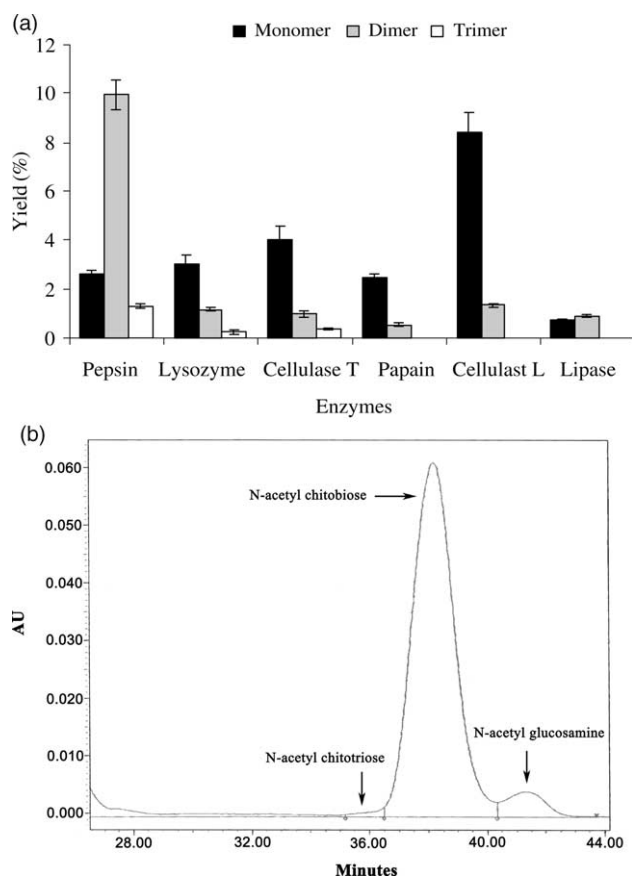 (a)
Monomer Dimer Trimer
12
10
8
6
4
2
0
Yield (%)
Pepsin Lysozyme Cellulase T Papain Cellulast L Lipase
Enzymes
(b)
0.060
N-acetyl chitobiose
0.050
0.040
AU
0.030
0.020
N-acetyl glucosamine
0.010
N-acetyl chitotriose
0.000
28.00 32.00 36.00 40.00 44.00
Minutes